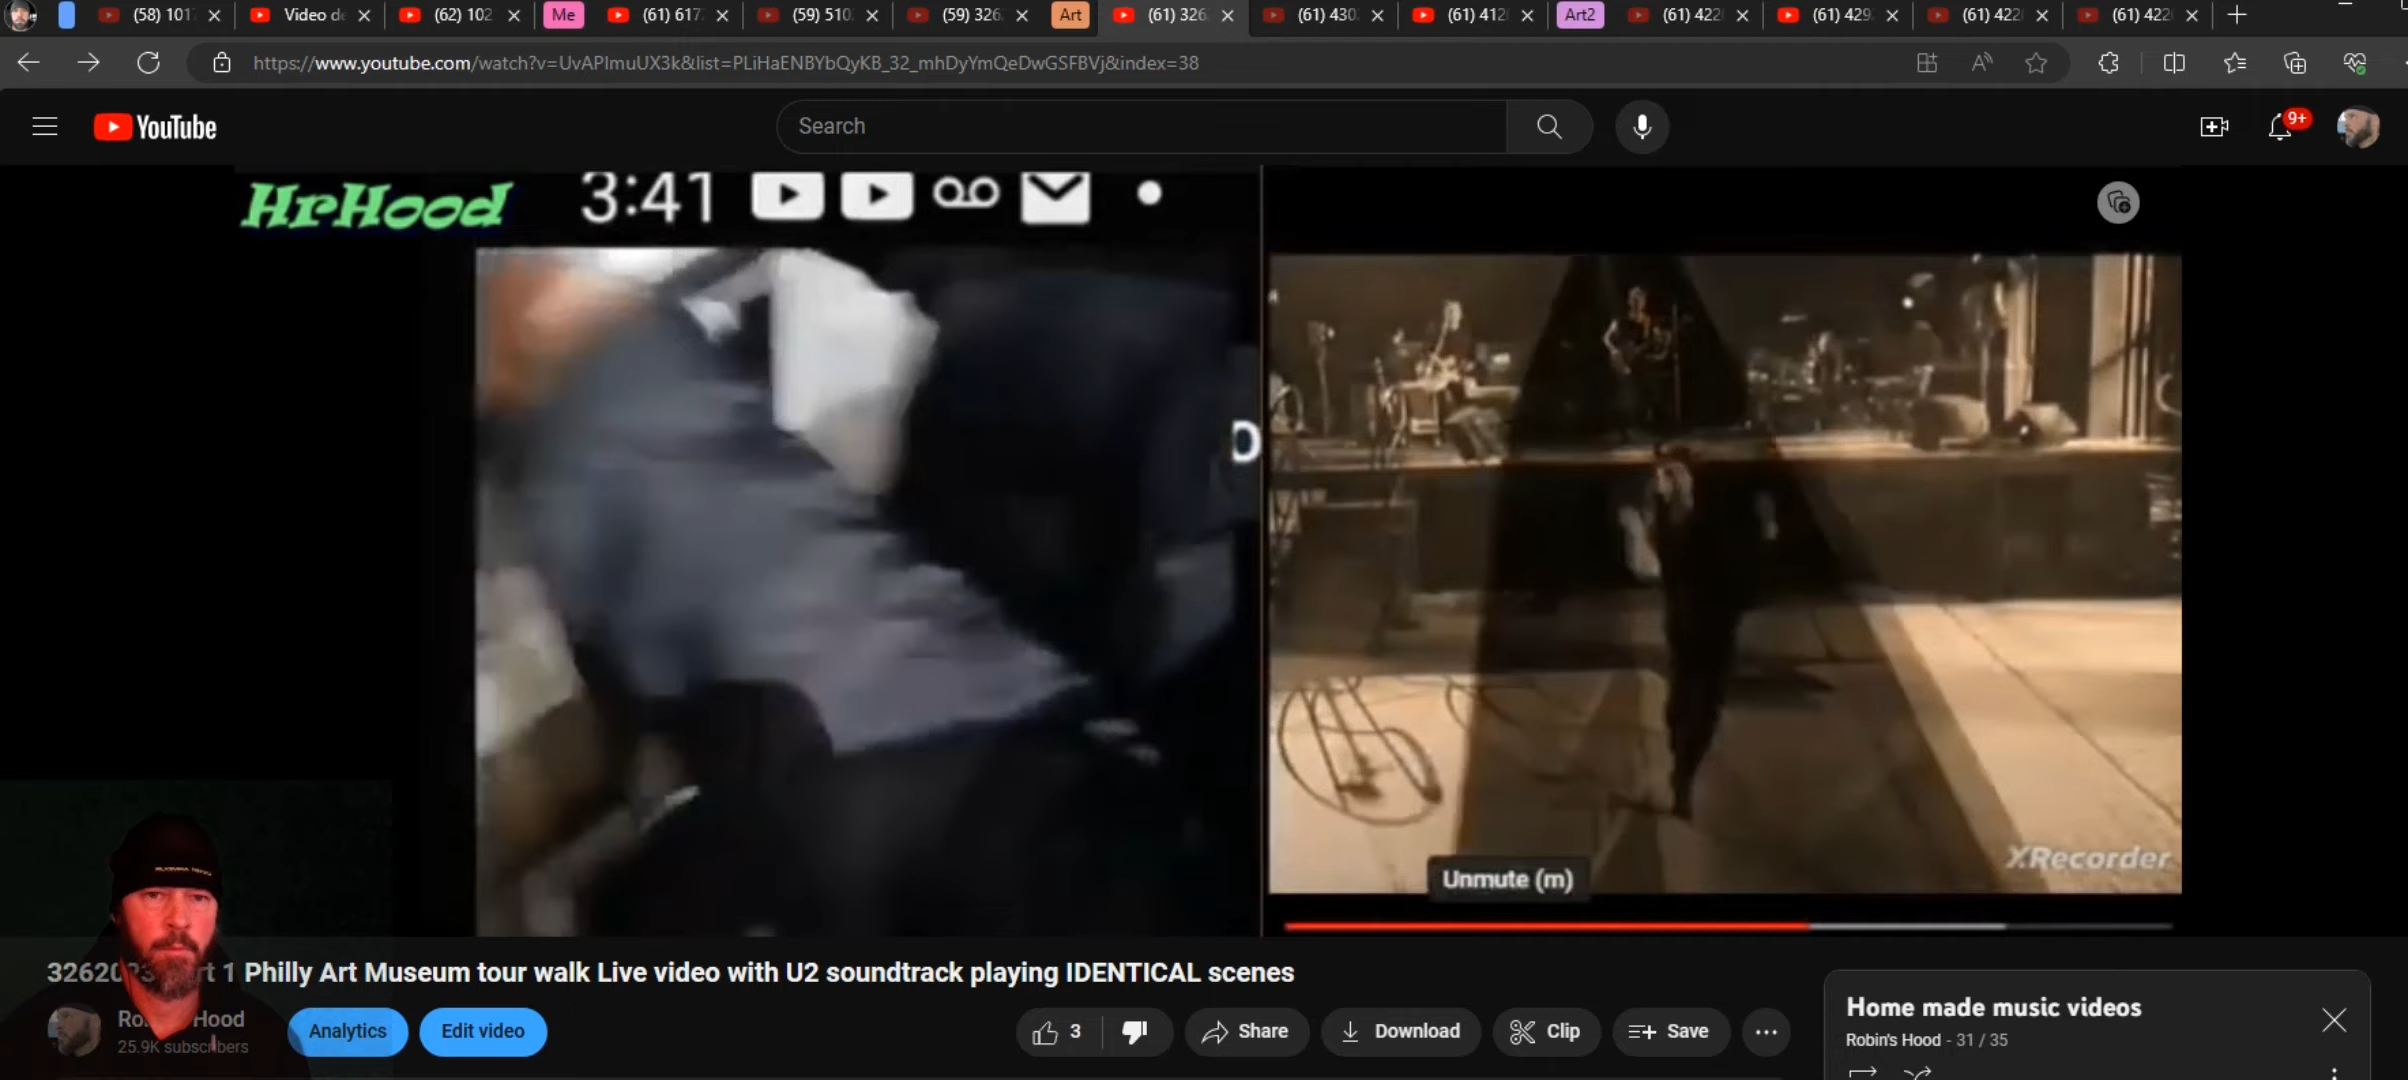 (58) 101
Video de
(62) 102
Me
(61) 617
(59) 510
(59) 326
Art
(61) 326
(61) 430
(61) 412
Art2
(61) 422
(61) 429
(61) 422
(61) 422
https://www.youtube.com/watch?v=UvAPlmuUX3k&list=PLiHaENBYbQyKB_32_mhDyYmQeDwGSFBVj&index=38
YouTube
Search
9+
HrHood
3:41
D
XRecorder
Unmute (m)
1 Philly Art Museum tour walk Live video with U2 soundtrack playing IDENTICAL scenes
Hood
25.9K subscribers
Analytics
Edit video
3
Share
Download
Clip
Save
Home made music videos
Robin's Hood - 31 / 35